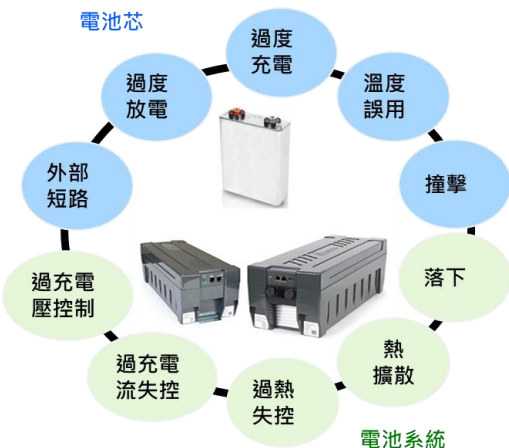 電池芯
過度
充電
溫度
誤用
撞擊
落下
熱
擴散
過熱
失控
過充電
流失控
過充電
壓控制
外部
短路
過度
放電
電池系統